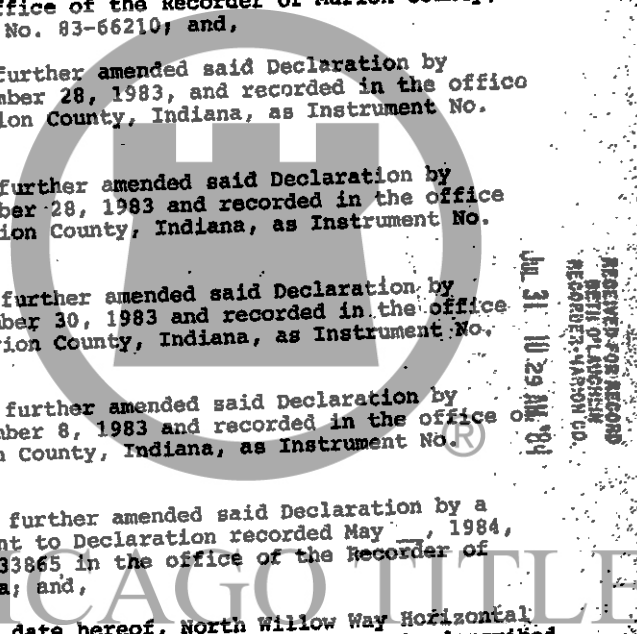 ffice of the Recorder of Marion County,
No. 83-66210; and,
further amended said Declaration by
mber 28, 1983, and recorded in the office
ion County, Indiana, as Instrument No.
further amended said Declaration by
ber 28, 1983 and recorded in the office
ion County, Indiana, as Instrument No.
further amended said Declaration by
ber 30, 1983 and recorded in the office
rion County, Indiana, as Instrument No.
further amended said Declaration by
mber 8, 1983 and recorded in the office o
n County, Indiana, as Instrument No.
further amended said Declaration by a
nt to Declaration recorded May __, 1984,
33865 in the office of the Recorder of
a; and,
date hereof, North Willow Way Horizontal
RECEIVED FOR RECORD
BETH O'LAUGHLIN
RECORDER-MARION CO.
JUL 31 10 29 AM '84
®
ICAGO TITLE